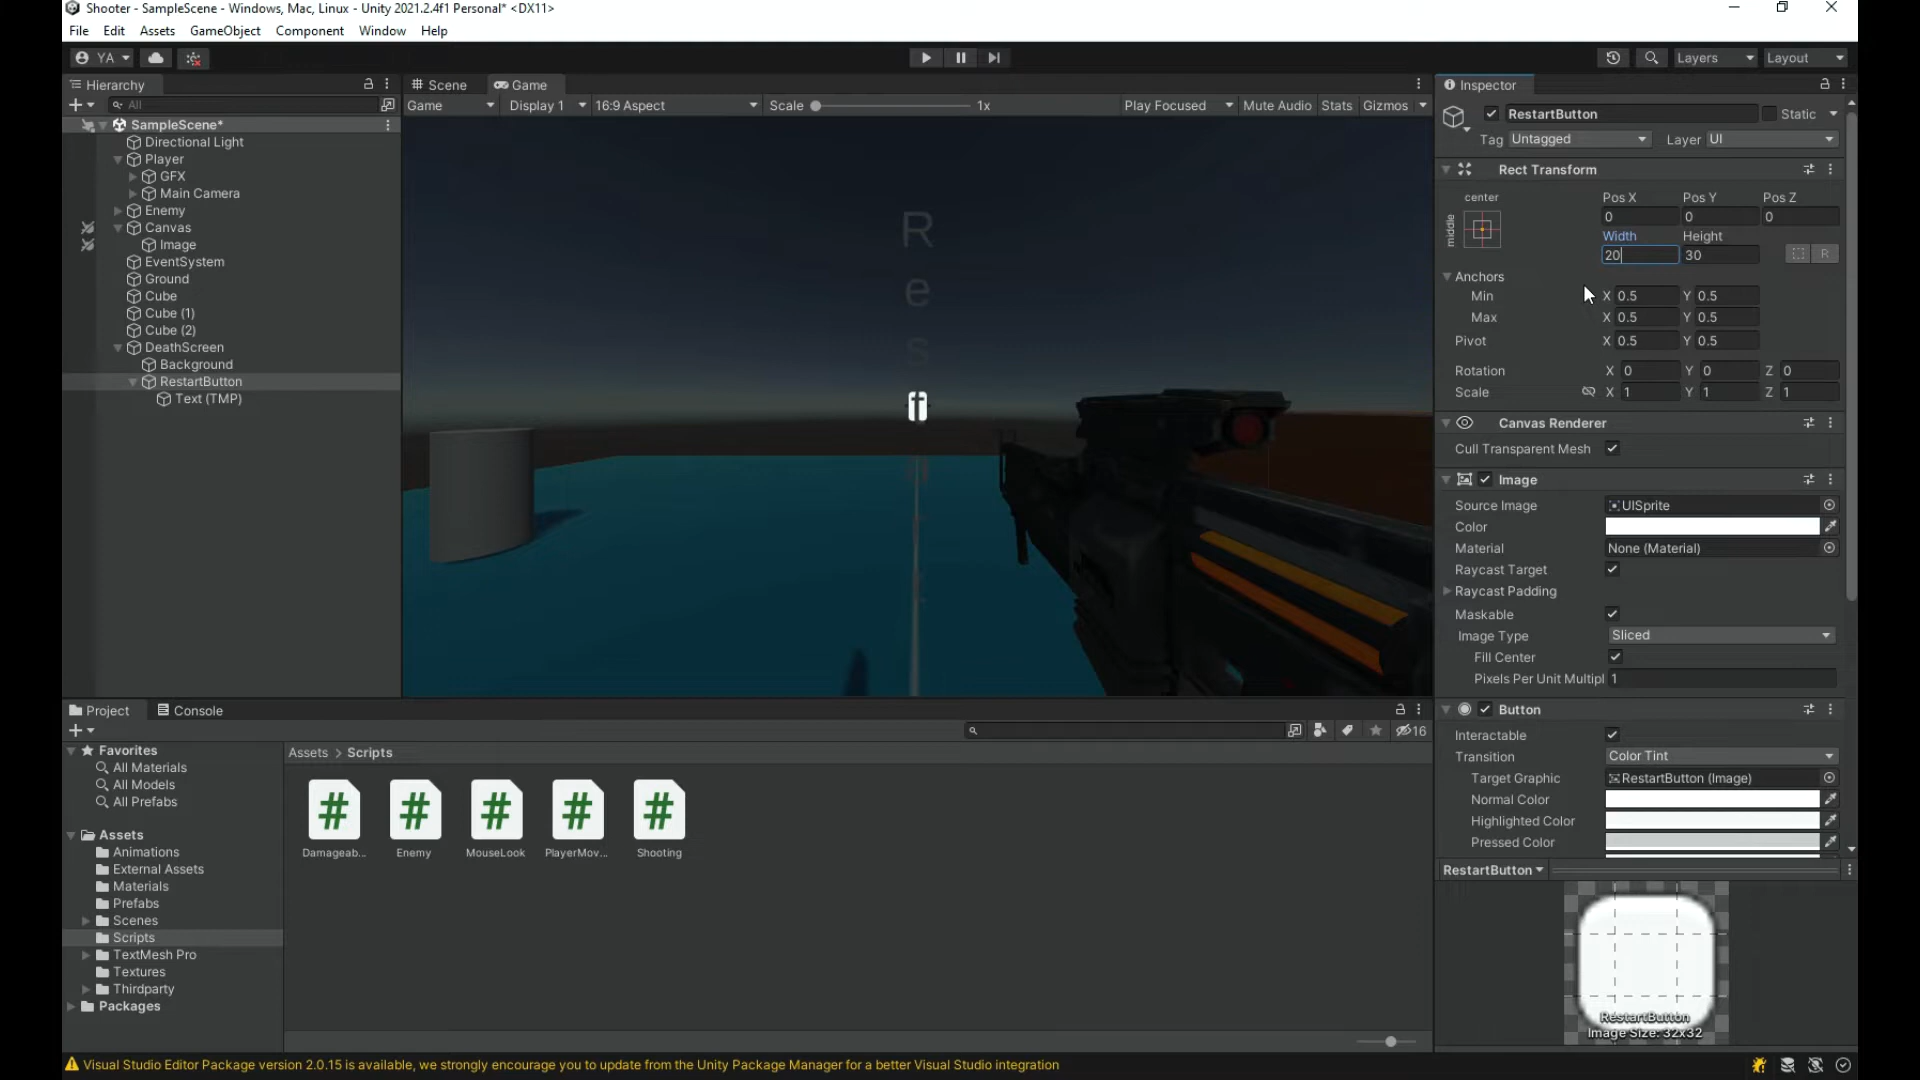 Shooter - SampleScene - Windows, Mac, Linux - Unity 2021.2.4f1 Personal* <DX11>
File Edit Assets GameObject Component Window Help
YA Layers Layout
Hierarchy
All
SampleScene*
Directional Light
Player
GFX
Main Camera
Enemy
Canvas
Image
EventSystem
Ground
Cube
Cube (1)
Cube (2)
DeathScreen
Background
RestartButton
Text (TMP)
Scene Game
Game Display 1 16:9 Aspect Scale 1x Play Focused Mute Audio Stats Gizmos
R
e
s
t
Inspector
RestartButton Static
Tag Untagged Layer UI
Rect Transform
center Pos X Pos Y Pos Z
middle 0 0 0
Width Height
20 30 R
Anchors
Min X 0.5 Y 0.5
Max X 0.5 Y 0.5
Pivot X 0.5 Y 0.5
Rotation X 0 Y 0 Z 0
Scale X 1 Y 1 Z 1
Canvas Renderer
Cull Transparent Mesh
Image
Source Image UISprite
Color
Material None (Material)
Raycast Target
Raycast Padding
Maskable
Image Type Sliced
Fill Center
Pixels Per Unit Multipl 1
Button
Interactable
Transition Color Tint
Target Graphic RestartButton (Image)
Normal Color
Highlighted Color
Pressed Color
RestartButton
RestartButton
Image Size: 32x32
Project Console
16
Favorites
All Materials
All Models
All Prefabs
Assets
Animations
External Assets
Materials
Prefabs
Scenes
Scripts
TextMesh Pro
Textures
Thirdparty
Packages
Assets > Scripts
Damageab... Enemy MouseLook PlayerMov... Shooting
Visual Studio Editor Package version 2.0.15 is available, we strongly encourage you to update from the Unity Package Manager for a better Visual Studio integration